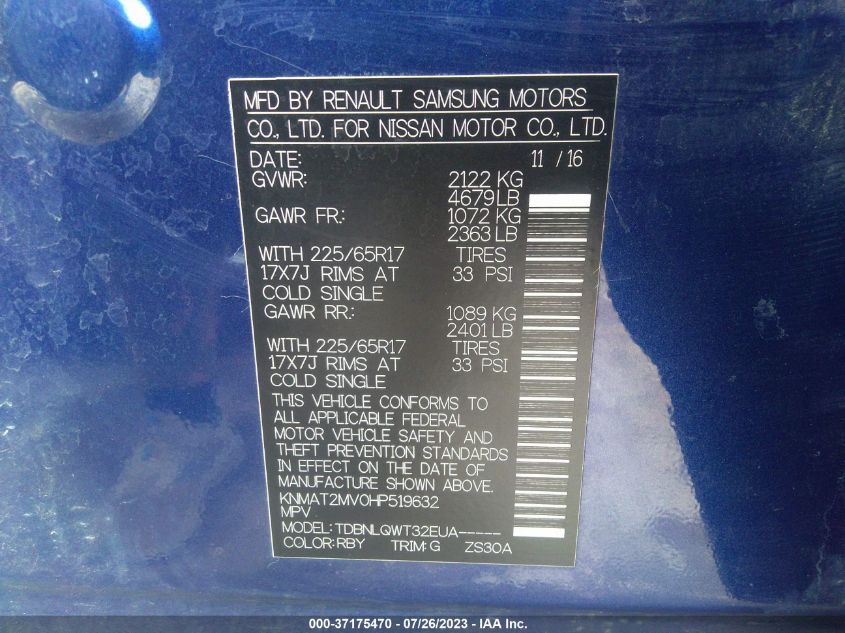 MFD BY RENAULT SAMSUNG MOTORS
CO., LTD. FOR NISSAN MOTOR CO., LTD.
DATE: 11 / 16
GVWR: 2122 KG
4679 LB
GAWR FR.: 1072 KG
2363 LB
WITH 225/65R17 TIRES
17X7J RIMS AT 33 PSI
COLD SINGLE
GAWR RR.: 1089 KG
2401 LB
WITH 225/65R17 TIRES
17X7J RIMS AT 33 PSI
COLD SINGLE
THIS VEHICLE CONFORMS TO
ALL APPLICABLE FEDERAL
MOTOR VEHICLE SAFETY AND
THEFT PREVENTION STANDARDS
IN EFFECT ON THE DATE OF
MANUFACTURE SHOWN ABOVE.
KNMAT2MV0HP519632
MPV
MODEL: TDBNLQWT32EUA-----
COLOR: RBY TRIM: G ZS30A
000-37175470 - 07/26/2023 - © IAA Inc.